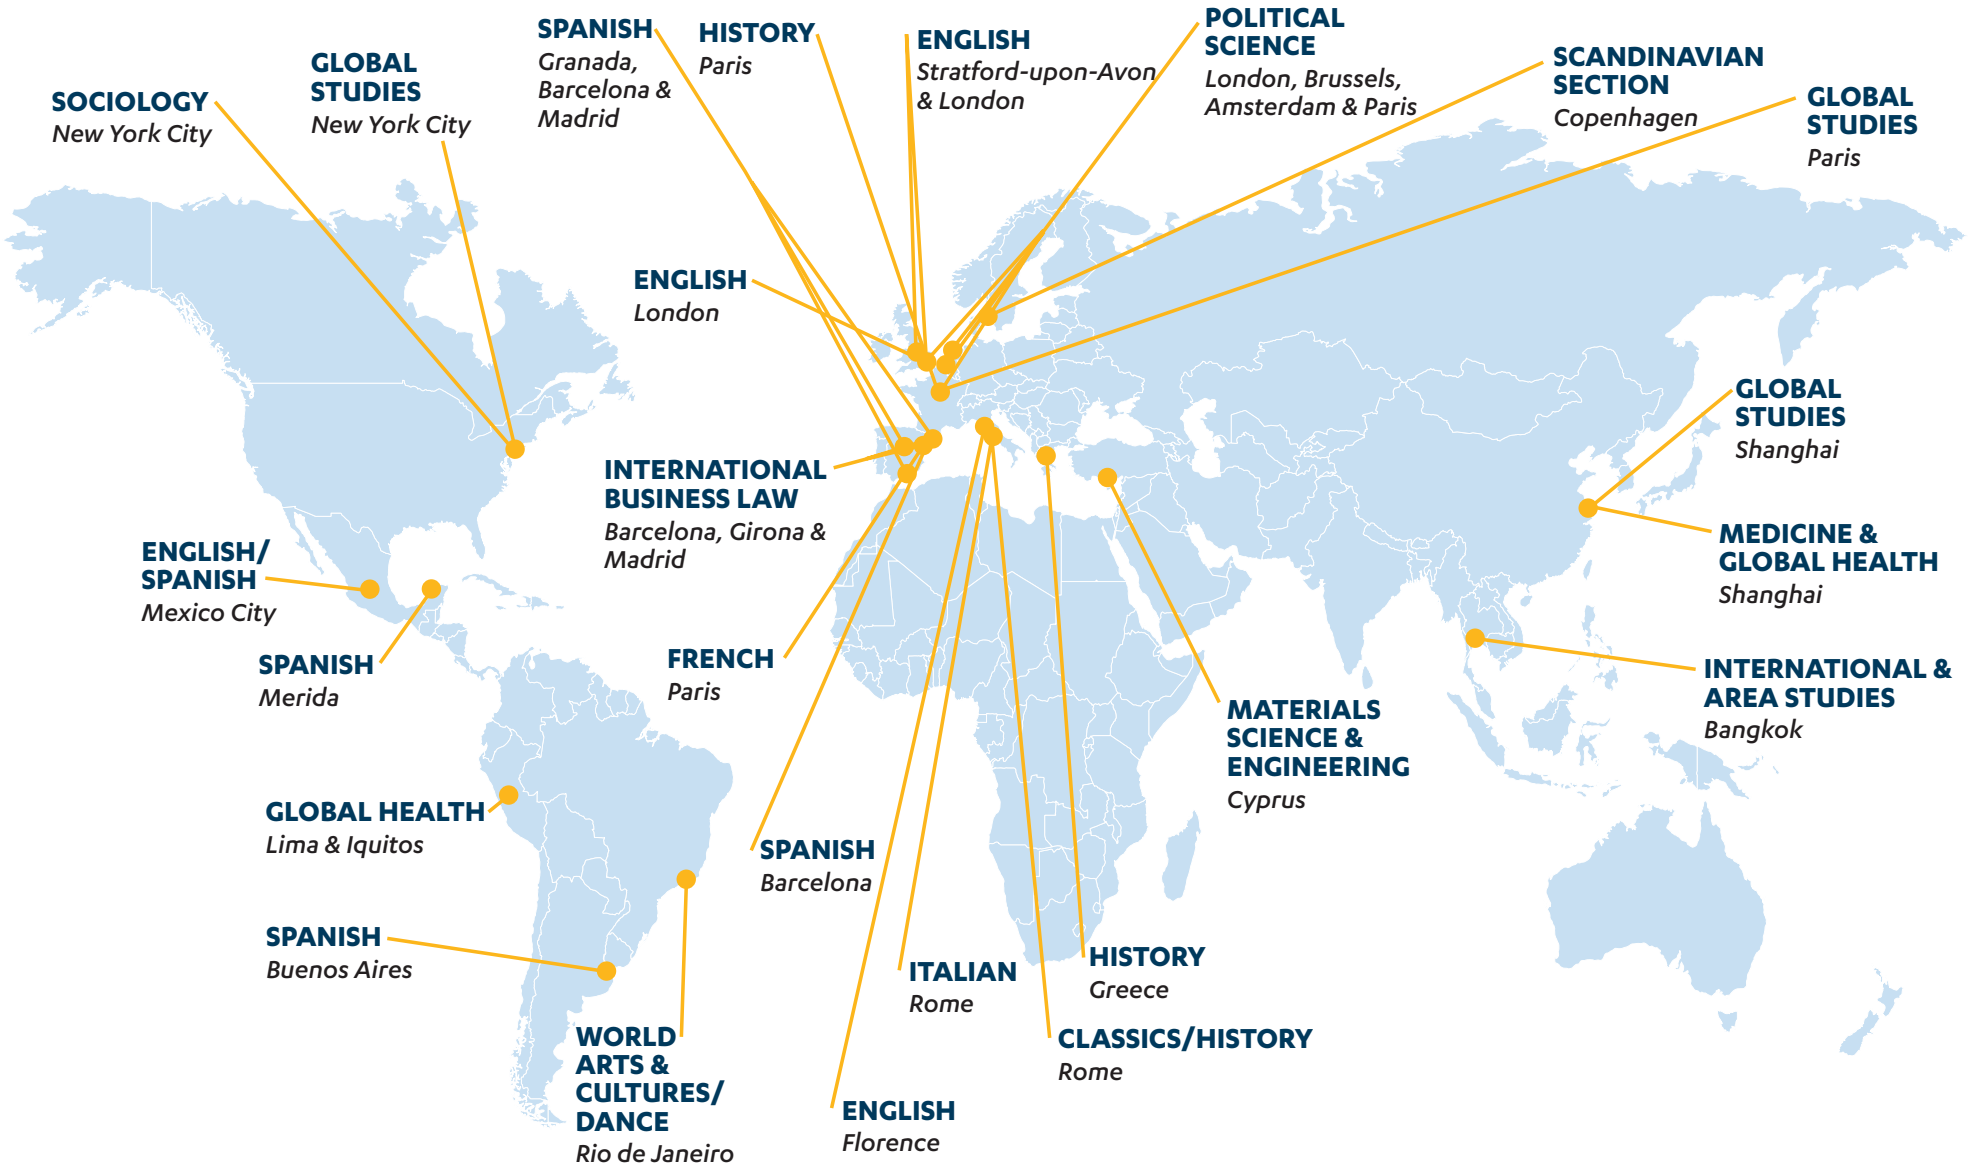 SPANISH
Granada,
Barcelona &
Madrid
HISTORY
Paris
ENGLISH
Stratford-upon-Avon
& London
POLITICAL
SCIENCE
London, Brussels,
Amsterdam & Paris
SCANDINAVIAN
SECTION
Copenhagen
GLOBAL
STUDIES
Paris
GLOBAL
STUDIES
New York City
SOCIOLOGY
New York City
ENGLISH
London
GLOBAL
STUDIES
Shanghai
INTERNATIONAL
BUSINESS LAW
Barcelona, Girona &
Madrid
MEDICINE &
GLOBAL HEALTH
Shanghai
ENGLISH/
SPANISH
Mexico City
SPANISH
Merida
FRENCH
Paris
INTERNATIONAL &
AREA STUDIES
Bangkok
MATERIALS
SCIENCE &
ENGINEERING
Cyprus
GLOBAL HEALTH
Lima & Iquitos
SPANISH
Barcelona
SPANISH
Buenos Aires
ITALIAN
Rome
HISTORY
Greece
WORLD
ARTS &
CULTURES/
DANCE
Rio de Janeiro
CLASSICS/HISTORY
Rome
ENGLISH
Florence